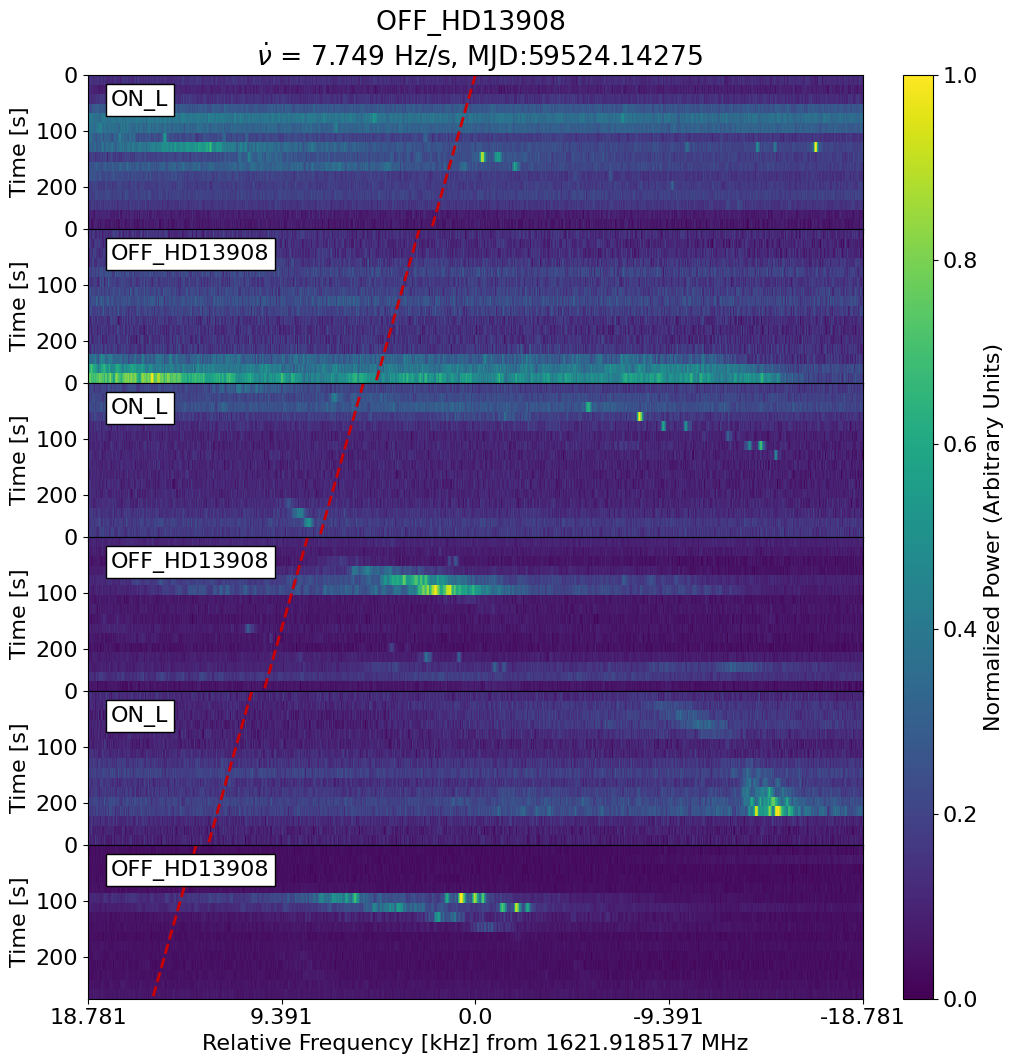 OFF_HD13908
ν̇ = 7.749 Hz/s, MJD:59524.14275
0
ON_L
100
Time [s]
200
0
OFF_HD13908
100
Time [s]
200
0
ON_L
100
Time [s]
200
0
OFF_HD13908
100
Time [s]
200
0
ON_L
100
Time [s]
200
0
OFF_HD13908
100
Time [s]
200
18.781 9.391 0.0 -9.391 -18.781
Relative Frequency [kHz] from 1621.918517 MHz
1.0
0.8
0.6
0.4
0.2
0.0
Normalized Power (Arbitrary Units)